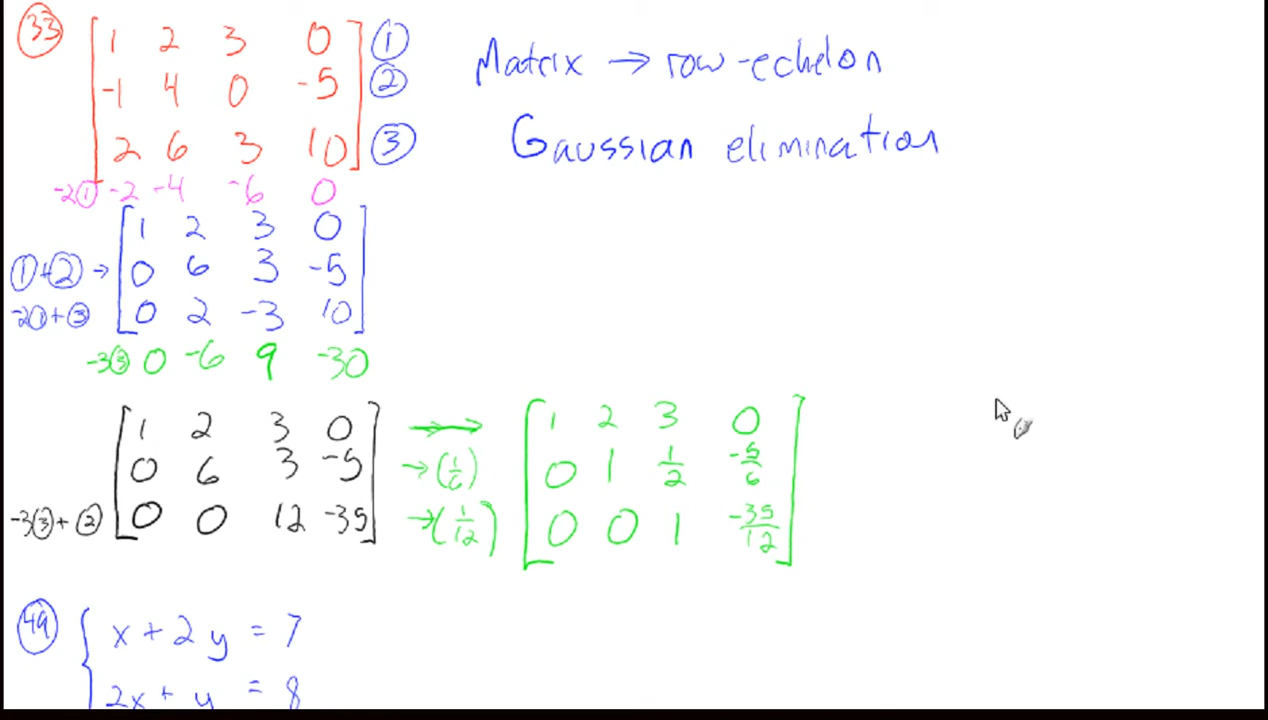 33 1 2 3 0 ① Matrix → row-echelon
-1 4 0 -5 ②
2 6 3 10 ③ Gaussian elimination
-2① -2 -4 -6 0
1 2 3 0
①+② → 0 6 3 -5
-2①+③ 0 2 -3 10
-3③ 0 -6 9 -30
1 2 3 0 → 1 2 3 0
0 6 3 -5 → (1/6) 0 1 1/2 -5/6
-3③+② 0 0 12 -35 → (1/12) 0 0 1 -35/12
49 x + 2y = 7
2x + y = 8